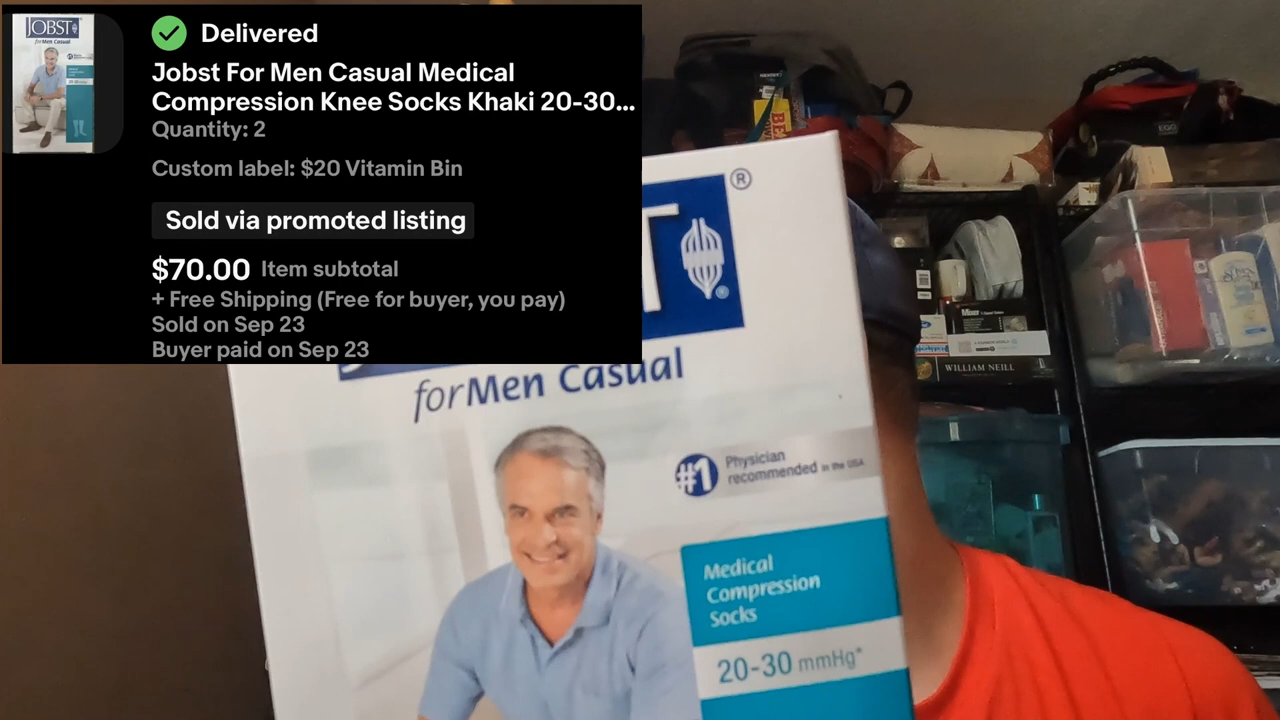 JOBST
for Men Casual
Delivered
Jobst For Men Casual Medical
Compression Knee Socks Khaki 20-30...
Quantity: 2
Custom label: $20 Vitamin Bin
Sold via promoted listing
$70.00 Item subtotal
+ Free Shipping (Free for buyer, you pay)
Sold on Sep 23
Buyer paid on Sep 23
T ®
for Men Casual
#1 Physician
recommended in the USA
Medical
Compression
Socks
20-30 mmHg*
Mixer
WILLIAM NEILL